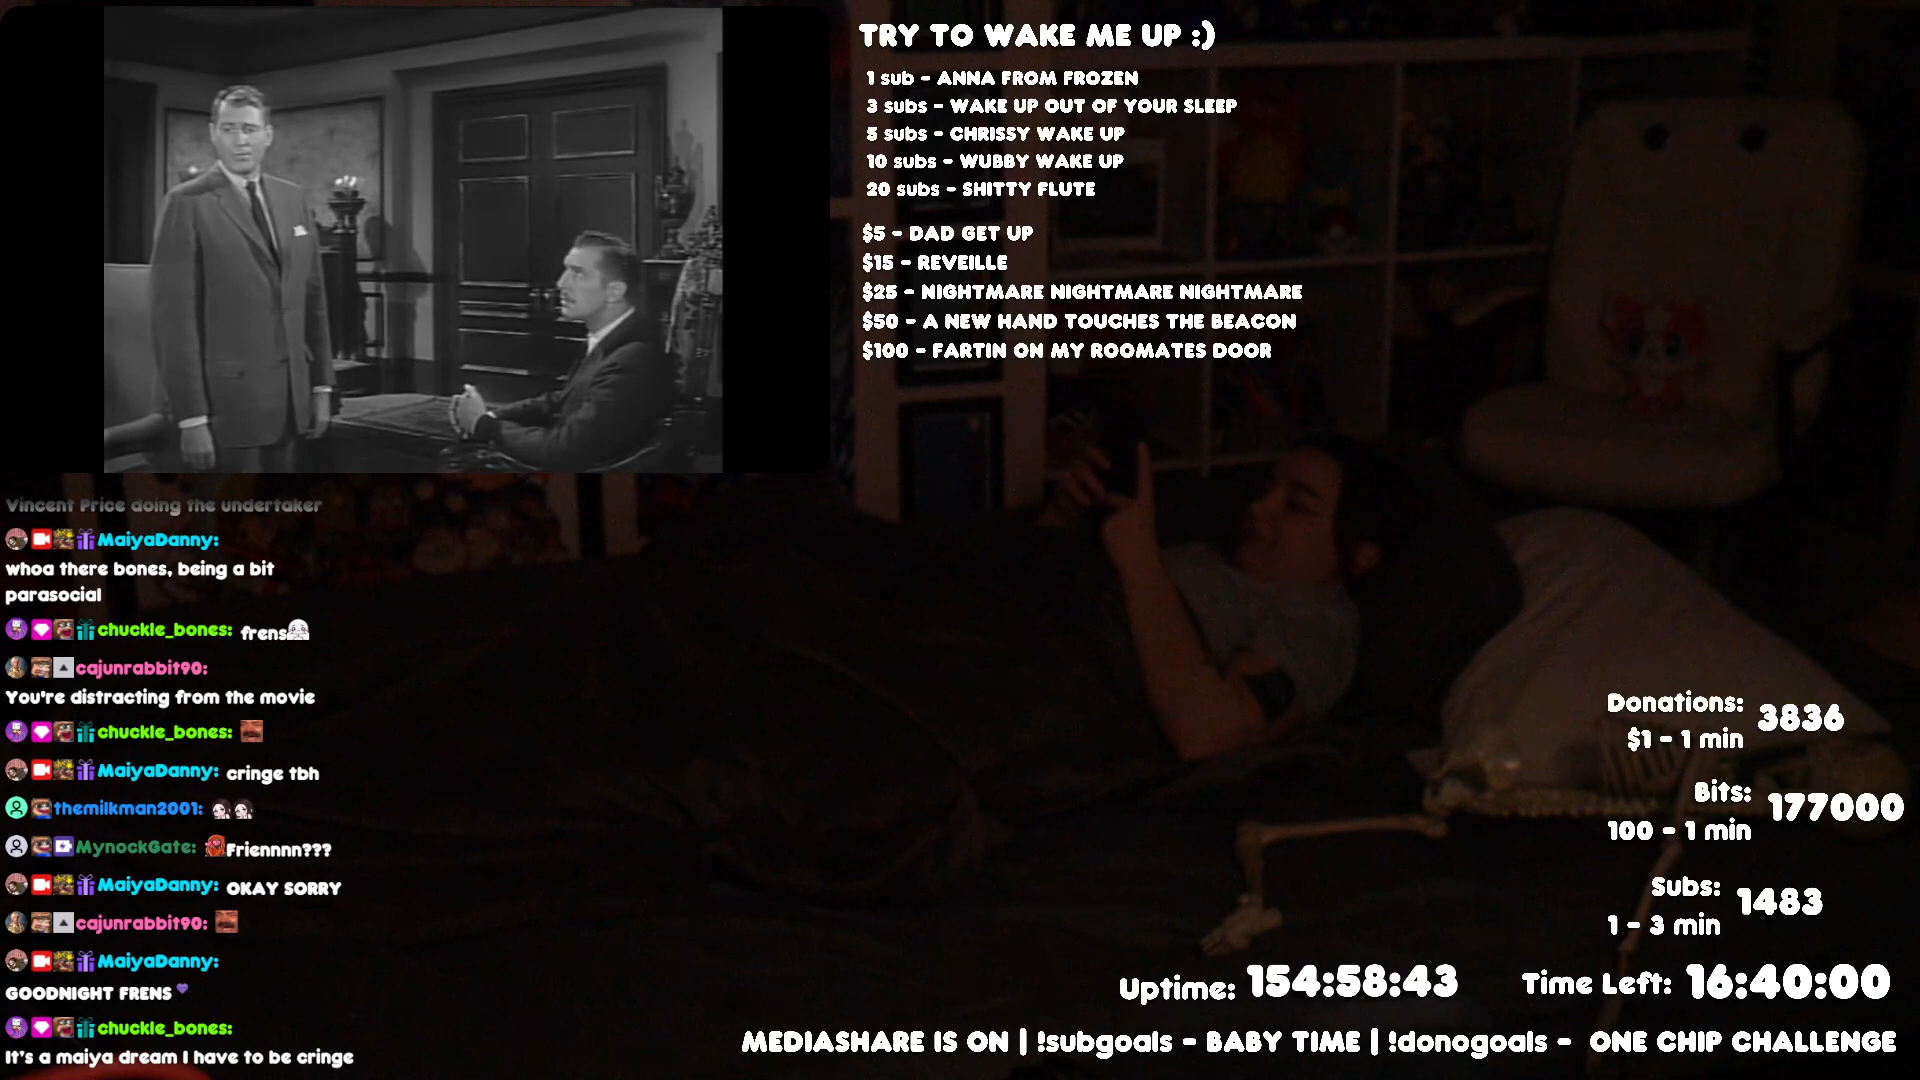 TRY TO WAKE ME UP :)
1 sub - ANNA FROM FROZEN
3 subs - WAKE UP OUT OF YOUR SLEEP
5 subs - CHRISSY WAKE UP
10 subs - WUBBY WAKE UP
20 subs - SHITTY FLUTE
$5 - DAD GET UP
$15 - REVEILLE
$25 - NIGHTMARE NIGHTMARE NIGHTMARE
$50 - A NEW HAND TOUCHES THE BEACON
$100 - FARTIN ON MY ROOMATES DOOR
Vincent Price doing the undertaker
MaiyaDanny:
whoa there bones, being a bit
parasocial
chuckle_bones: frens
cajunrabbit90:
You're distracting from the movie
chuckle_bones:
MaiyaDanny: cringe tbh
themilkman2001:
MynockGate: Friennnn???
MaiyaDanny: OKAY SORRY
cajunrabbit90:
MaiyaDanny:
GOODNIGHT FRENS
chuckle_bones:
It's a maiya dream I have to be cringe
Donations: 3836
$1 - 1 min
Bits: 177000
100 - 1 min
Subs: 1483
1 - 3 min
Uptime: 154:58:43 Time Left: 16:40:00
MEDIASHARE IS ON | !subgoals - BABY TIME | !donogoals - ONE CHIP CHALLENGE